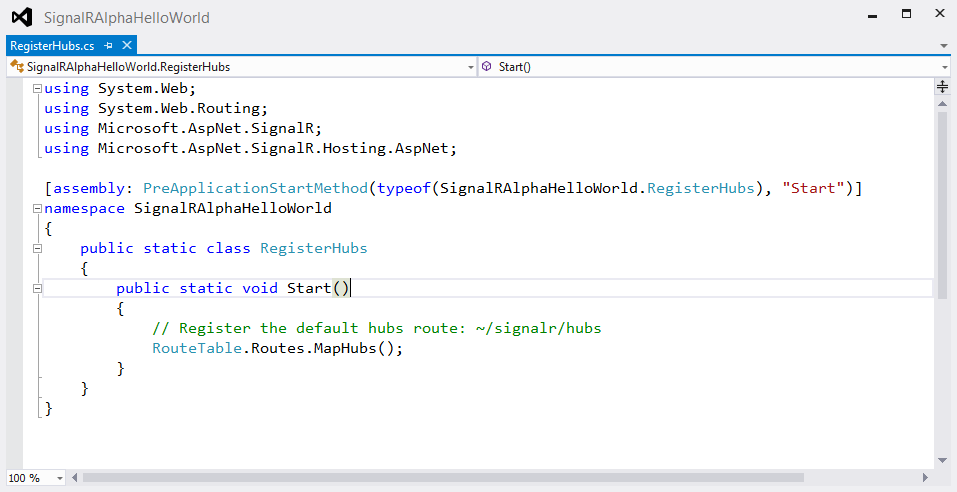 SignalRAlphaHelloWorld
RegisterHubs.cs
SignalRAlphaHelloWorld.RegisterHubs Start()
using System.Web;
using System.Web.Routing;
using Microsoft.AspNet.SignalR;
using Microsoft.AspNet.SignalR.Hosting.AspNet;
[assembly: PreApplicationStartMethod(typeof(SignalRAlphaHelloWorld.RegisterHubs), "Start")]
namespace SignalRAlphaHelloWorld
{
public static class RegisterHubs
{
public static void Start()
{
// Register the default hubs route: ~/signalr/hubs
RouteTable.Routes.MapHubs();
}
}
}
100 %